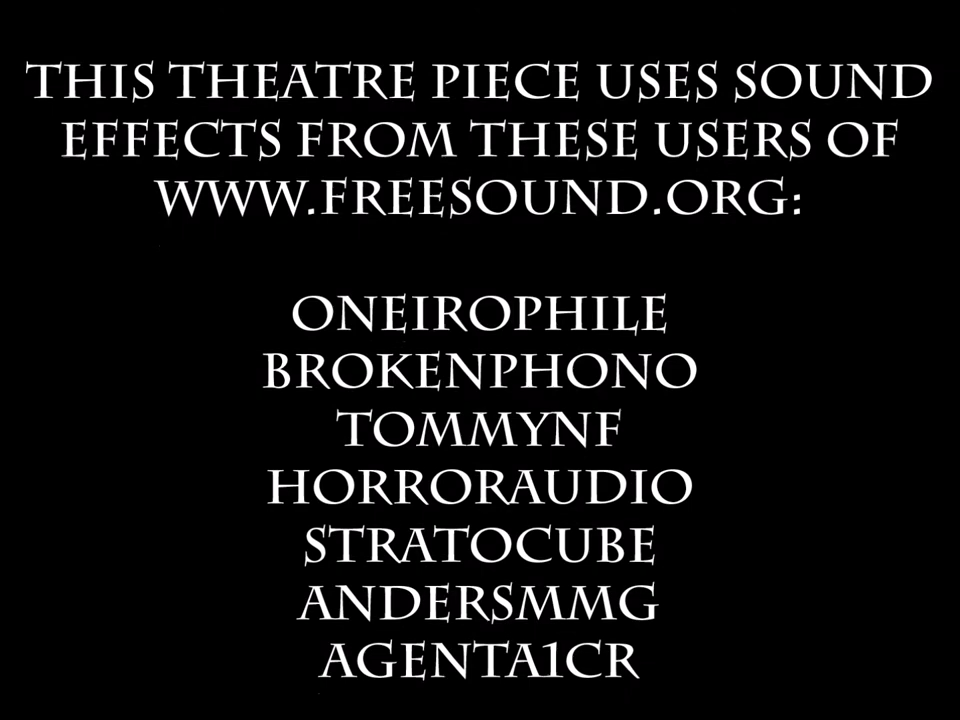 THIS THEATRE PIECE USES SOUND
EFFECTS FROM THESE USERS OF
WWW.FREESOUND.ORG:
ONEIROPHILE
BROKENPHONO
TOMMYNF
HORRORAUDIO
STRATOCUBE
ANDERSMMG
AGENTA1CR